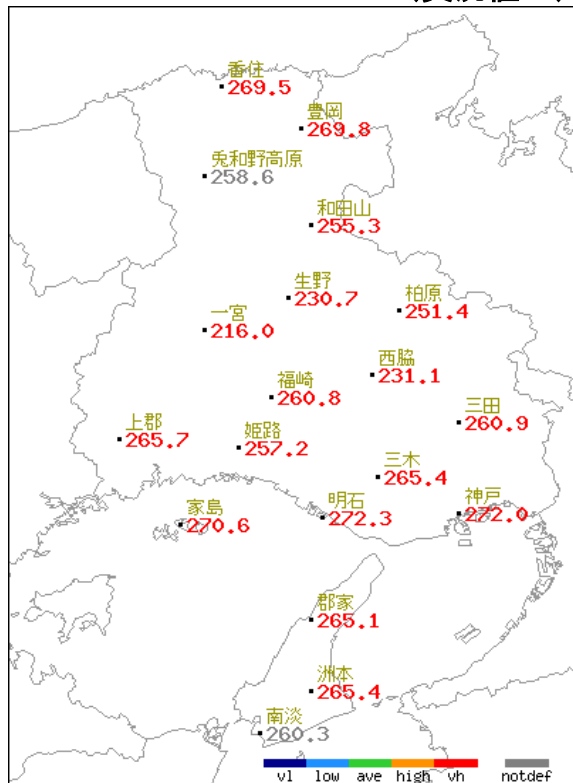 香住
269.5
豊岡
269.8
兎和野高原
258.6
和田山
255.3
生野
230.7
柏原
251.4
一宮
216.0
西脇
231.1
福崎
260.8
三田
260.9
上郡
265.7
姫路
257.2
三木
265.4
家島
270.6
明石
272.3
神戸
272.0
郡家
265.1
洲本
265.4
南淡
260.3
vl low ave high vh notdef